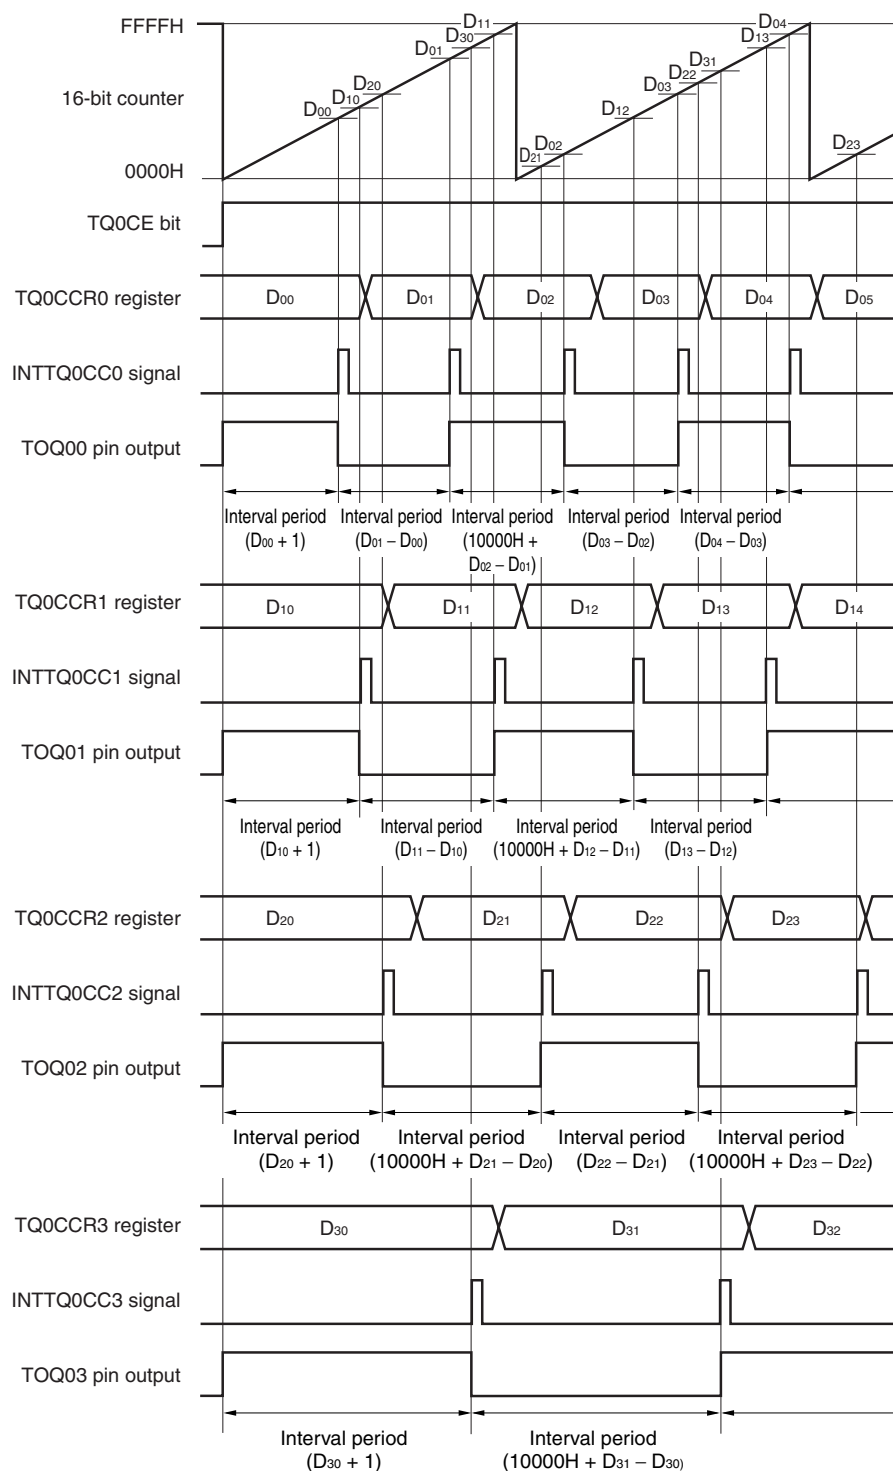 FFFFH
16-bit counter
0000H
D00
D10
D20
D01
D30
D11
D21
D02
D12
D03
D22
D31
D13
D04
D23
TQ0CE bit
TQ0CCR0 register
D00
D01
D02
D03
D04
D05
INTTQ0CC0 signal
TOQ00 pin output
Interval period
(D00 + 1)
Interval period
(D01 – D00)
Interval period
(10000H +
D02 – D01)
Interval period
(D03 – D02)
Interval period
(D04 – D03)
TQ0CCR1 register
D10
D11
D12
D13
D14
INTTQ0CC1 signal
TOQ01 pin output
Interval period
(D10 + 1)
Interval period
(D11 – D10)
Interval period
(10000H + D12 – D11)
Interval period
(D13 – D12)
TQ0CCR2 register
D20
D21
D22
D23
INTTQ0CC2 signal
TOQ02 pin output
Interval period
(D20 + 1)
Interval period
(10000H + D21 – D20)
Interval period
(D22 – D21)
Interval period
(10000H + D23 – D22)
TQ0CCR3 register
D30
D31
D32
INTTQ0CC3 signal
TOQ03 pin output
Interval period
(D30 + 1)
Interval period
(10000H + D31 – D30)